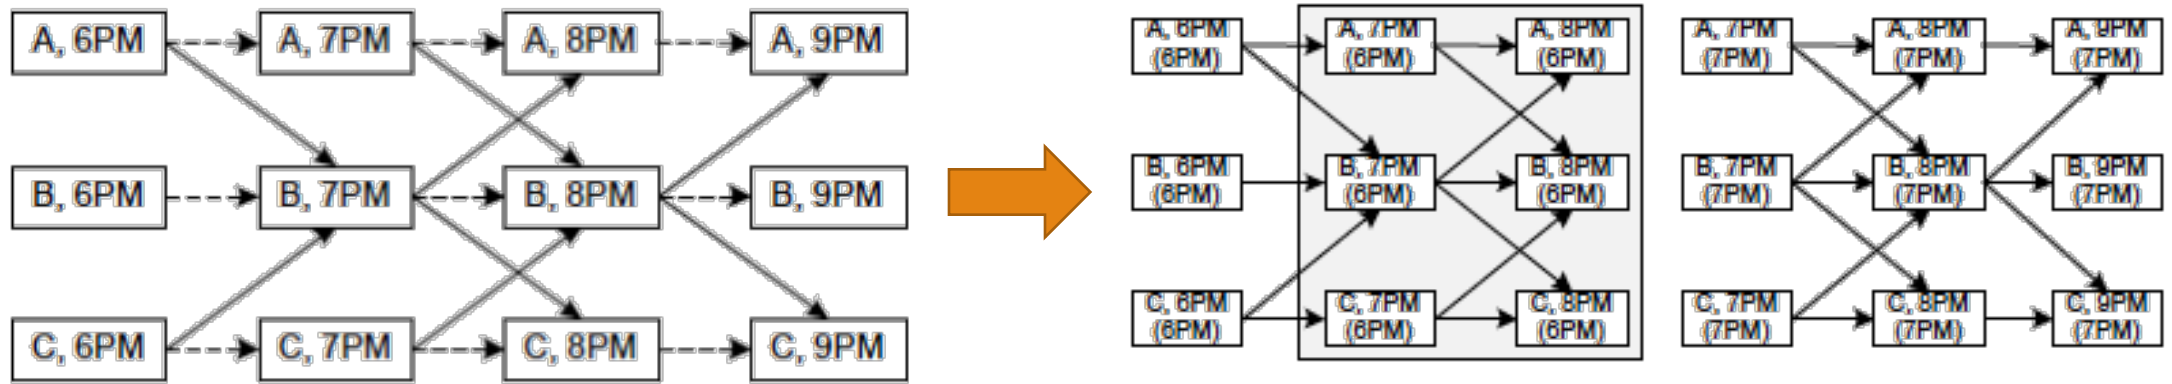 A, 6PM
A, 7PM
A, 8PM
A, 9PM
B, 6PM
B, 7PM
B, 8PM
B, 9PM
C, 6PM
C, 7PM
C, 8PM
C, 9PM
A, 6PM
(6PM)
A, 7PM
(6PM)
A, 8PM
(6PM)
B, 6PM
(6PM)
B, 7PM
(6PM)
B, 8PM
(6PM)
C, 6PM
(6PM)
C, 7PM
(6PM)
C, 8PM
(6PM)
A, 7PM
(7PM)
A, 8PM
(7PM)
A, 9PM
(7PM)
B, 7PM
(7PM)
B, 8PM
(7PM)
B, 9PM
(7PM)
C, 7PM
(7PM)
C, 8PM
(7PM)
C, 9PM
(7PM)